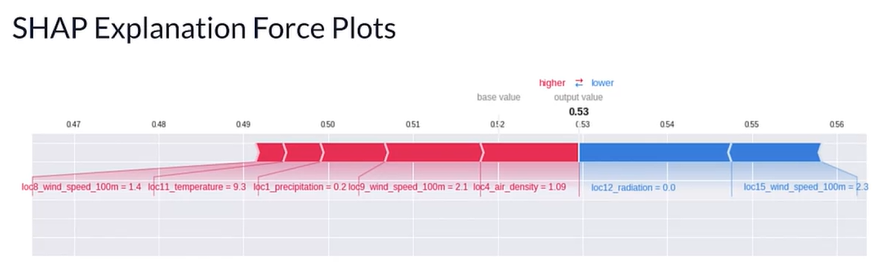 SHAP Explanation Force Plots
higher ⇄ lower
base value output value
0.53
0.47 0.48 0.49 0.50 0.51 0.52 0.53 0.54 0.55 0.56
loc8_wind_speed_100m = 1.4 loc11_temperature = 9.3 loc1_precipitation = 0.2 loc9_wind_speed_100m = 2.1 loc4_air_density = 1.09 loc12_radiation = 0.0 loc15_wind_speed_100m = 2.3